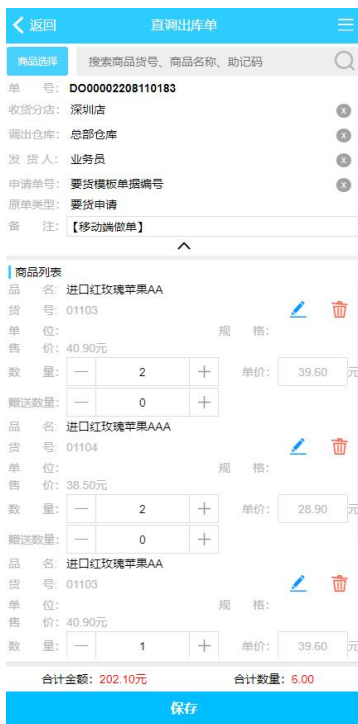 返回 直调出库单
商品选择 搜索商品货号、商品名称、助记码
单 号: DO00002208110183
收货分店: 深圳店
调出仓库: 总部仓库
发 货 人: 业务员
申请单号: 要货模板单据编号
原单类型: 要货申请
备 注: 【移动端做单】
商品列表
品 名: 进口红玫瑰苹果AA
货 号: 01103
单 位: 规 格:
售 价: 40.90元
数 量: — 2 + 单价: 39.60 元
赠送数量: — 0 +
品 名: 进口红玫瑰苹果AAA
货 号: 01104
单 位: 规 格:
售 价: 38.50元
数 量: — 2 + 单价: 28.90 元
赠送数量: — 0 +
品 名: 进口红玫瑰苹果AA
货 号: 01103
单 位: 规 格:
售 价: 40.90元
数 量: — 1 + 单价: 39.60 元
合计金额: 202.10元 合计数量: 6.00
保存